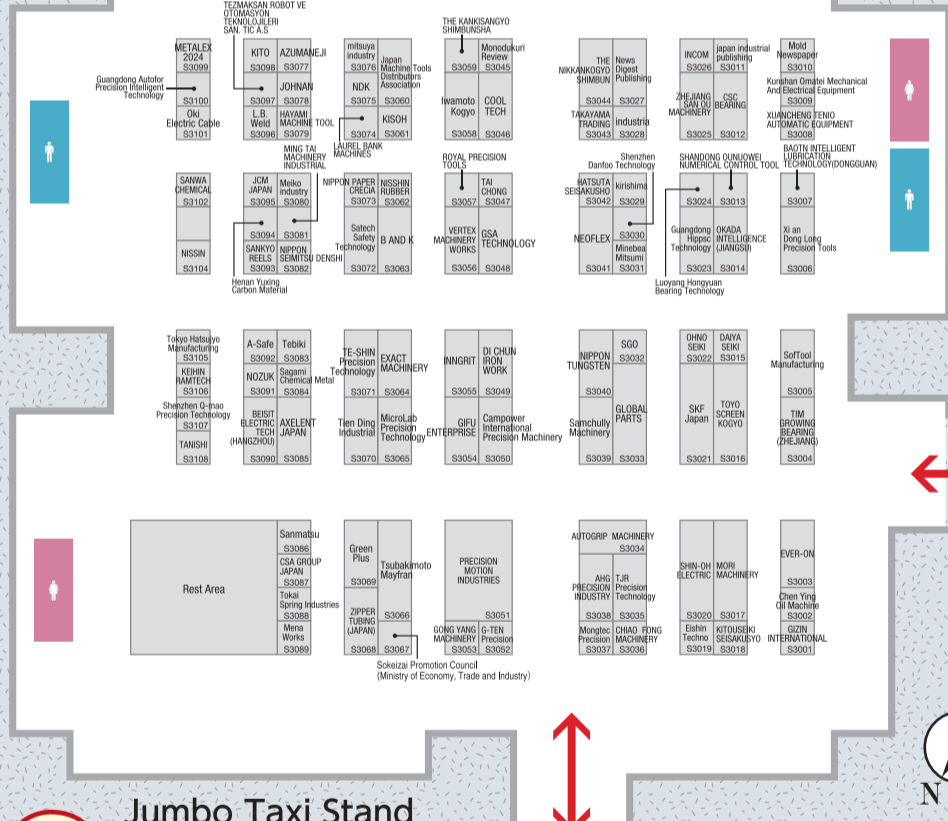 TEZMAKSAN ROBOT VE
OTOMASYON
TEKNOLOJILERI
SAN. TIC A.S
THE KANKISANGYO
SHIMBUNSHA
METALEX
2024
S3099
Guangdong Autofor
Precision Intelligent
Technology
S3100
Oki
Electric Cable
S3101
KITO
S3098
AZUMANEJI
S3077
S3097
JOHNAN
S3078
L.B.
Weld
S3096
HAYAMI
MACHINE TOOL
S3079
mitsuya
industry
S3076
Japan
Machine Tools
Distributors
Association
S3060
NDK
S3075
S3074
KISOH
S3061
LAUREL BANK
MACHINES
S3059
Monodukuri
Review
S3045
Iwamoto
Kogyo
S3058
COOL
TECH
S3046
THE
NIKKANKOGYO
SHIMBUN
S3044
News
Digest
Publishing
S3027
TAKAYAMA
TRADING
S3043
industria
S3028
INCOM
S3026
japan industrial
publishing
S3011
ZHEJIANG
SAN OU
MACHINERY
S3025
CSC
BEARING
S3012
Mold
Newspaper
S3010
Kunshan Omatei Mechanical
And Electrical Equipment
S3009
XUANCHENG TENIO
AUTOMATIC EQUIPMENT
S3008
MING TAI
MACHINERY
INDUSTRIAL
ROYAL PRECISION
TOOLS
Shenzhen
Danfoo Technology
SHANDONG OUNUOWEI
NUMERICAL CONTROL TOOL
BAOTN INTELLIGENT
LUBRICATION
TECHNOLOGY(DONGGUAN)
SANWA
CHEMICAL
S3102
NISSIN
S3104
JCM
JAPAN
S3095
Meiko
industry
S3080
S3094
S3081
SANKYO
REELS
S3093
NIPPON
SEIMITSU DENSHI
S3082
Henan Yuxing
Carbon Material
NIPPON PAPER
CRECIA
S3073
NISSHIN
RUBBER
S3062
Satech
Safety
Technology
S3072
B AND K
S3063
S3057
TAI
CHONG
S3047
VERTEX
MACHINERY
WORKS
S3056
GSA
TECHNOLOGY
S3048
HATSUTA
SEISAKUSHO
S3042
kirishima
S3029
NEOFLEX
S3041
S3030
Minebea
Mitsumi
S3031
S3024
S3013
Guangdong
Hippsc
Technology
S3023
OKADA
INTELLIGENCE
(JIANGSU)
S3014
Luoyang Hongyuan
Bearing Technology
S3007
Xi an
Dong Long
Precision Tools
S3006
Tokyo Hatsujyo
Manufacturing
S3105
KEIHIN
RAMTECH
S3106
Shenzhen Q-mao
Precision Technology
S3107
TANISHI
S3108
A-Safe
S3092
Tebiki
S3083
NOZUK
S3091
Sagami
Chemical Metal
S3084
BEISIT
ELECTRIC
TECH
(HANGZHOU)
S3090
AXELENT
JAPAN
S3085
TE-SHIN
Precision
Technology
S3071
EXACT
MACHINERY
S3064
Tien Ding
Industrial
S3070
MicroLab
Precision
Technology
S3065
INNGRIT
S3055
DI CHUN
IRON
WORK
S3049
GIFU
ENTERPRISE
S3054
Campower
International
Precision Machinery
S3050
NIPPON
TUNGSTEN
S3040
SGO
S3032
Samchully
Machinery
S3039
GLOBAL
PARTS
S3033
OHNO
SEIKI
S3022
DAIYA
SEIKI
S3015
SKF
Japan
S3021
TOYO
SCREEN
KOGYO
S3016
SofTool
Manufacturing
S3005
TIM
GROWING
BEARING
(ZHEJIANG)
S3004
Rest Area
Sanmatsu
S3086
CSA GROUP
JAPAN
S3087
Tokai
Spring Industries
S3088
Mena
Works
S3089
Green
Plus
S3069
Tsubakimoto
Mayfran
S3066
ZIPPER
TUBING
(JAPAN)
S3068
S3067
Sokeizai Promotion Council
(Ministry of Economy, Trade and Industry)
PRECISION
MOTION
INDUSTRIES
S3051
GONG YANG
MACHINERY
S3053
G-TEN
Precision
S3052
AUTOGRIP MACHINERY
S3034
AHG
PRECISION
INDUSTRY
S3038
TJR
Precision
Technology
S3035
Mongtec
Precision
S3037
CHIAO FONG
MACHINERY
S3036
SHIN-OH
ELECTRIC
S3020
MORI
MACHINERY
S3017
Eishin
Techno
S3019
KITOUSEIKI
SEISAKUSYO
S3018
EVER-ON
S3003
Chen Ying
Oil Machine
S3002
GIZIN
INTERNATIONAL
S3001
N
Jumbo Taxi Stand